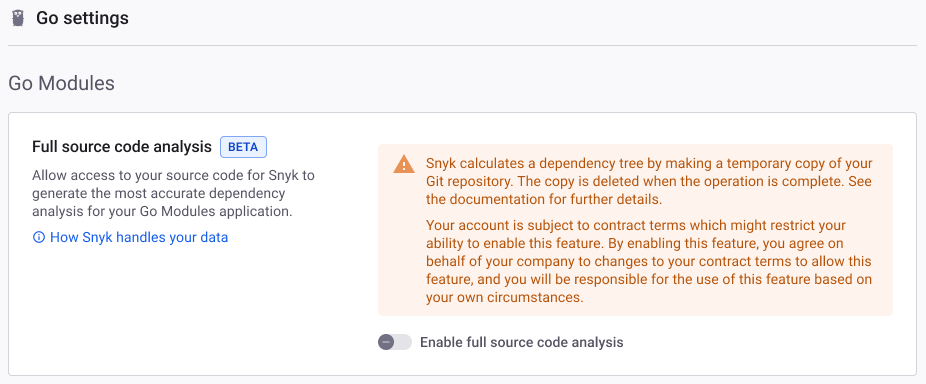 Go settings
Go Modules
Full source code analysis BETA
Allow access to your source code for Snyk to
generate the most accurate dependency
analysis for your Go Modules application.
How Snyk handles your data
Snyk calculates a dependency tree by making a temporary copy of your
Git repository. The copy is deleted when the operation is complete. See
the documentation for further details.
Your account is subject to contract terms which might restrict your
ability to enable this feature. By enabling this feature, you agree on
behalf of your company to changes to your contract terms to allow this
feature, and you will be responsible for the use of this feature based on
your own circumstances.
Enable full source code analysis